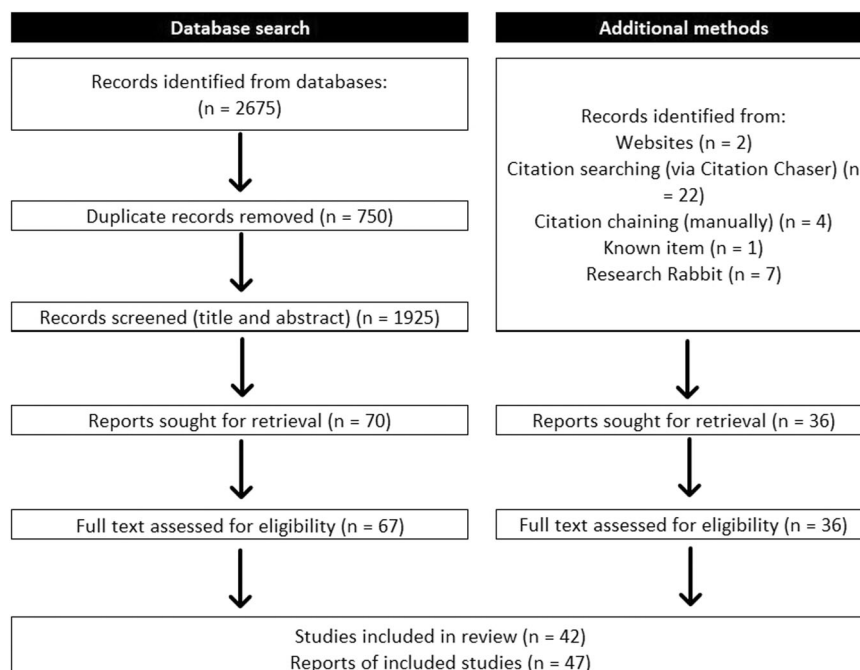 Database search
Records identified from databases:
(n = 2675)
Duplicate records removed (n = 750)
Records screened (title and abstract) (n = 1925)
Reports sought for retrieval (n = 70)
Full text assessed for eligibility (n = 67)
Additional methods
Records identified from:
Websites (n = 2)
Citation searching (via Citation Chaser) (n
= 22)
Citation chaining (manually) (n = 4)
Known item (n = 1)
Research Rabbit (n = 7)
Reports sought for retrieval (n = 36)
Full text assessed for eligibility (n = 36)
Studies included in review (n = 42)
Reports of included studies (n = 47)